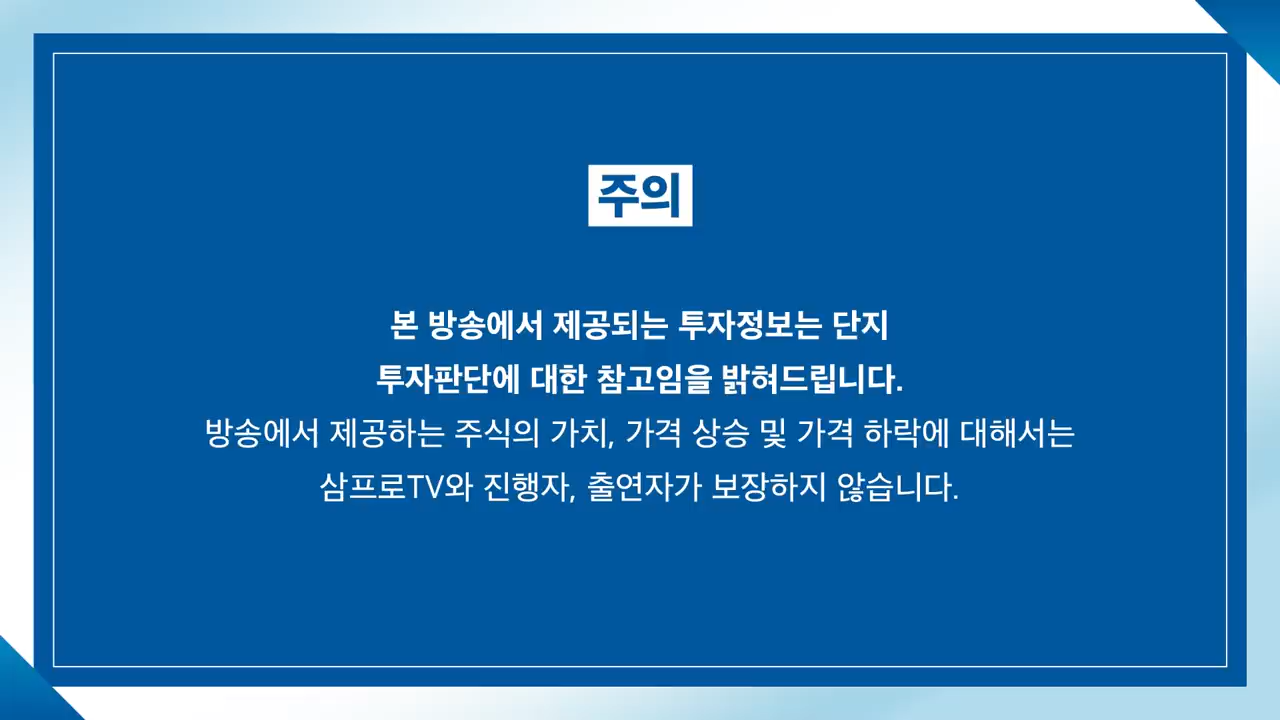 주의
본 방송에서 제공되는 투자정보는 단지
투자판단에 대한 참고임을 밝혀드립니다.
방송에서 제공하는 주식의 가치, 가격 상승 및 가격 하락에 대해서는
삼프로TV와 진행자, 출연자가 보장하지 않습니다.